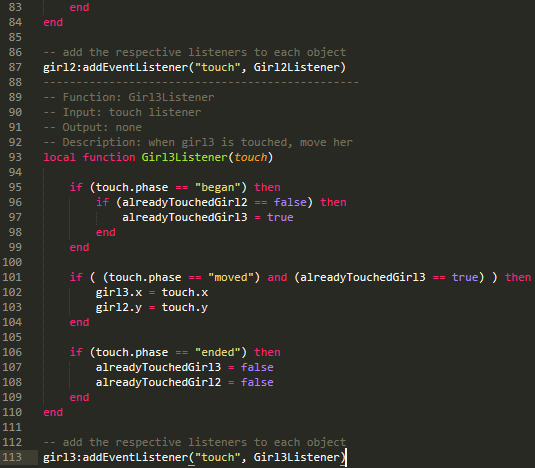 83 end
84 end
85
86 -- add the respective listeners to each object
87 girl2:addEventListener("touch", Girl2Listener)
88 ------------------------------------------------
89 -- Function: Girl3Listener
90 -- Input: touch listener
91 -- Output: none
92 -- Description: when girl3 is touched, move her
93 local function Girl3Listener(touch)
94
95 if (touch.phase == "began") then
96 if (alreadyTouchedGirl2 == false) then
97 alreadyTouchedGirl3 = true
98 end
99 end
100
101 if ( (touch.phase == "moved") and (alreadyTouchedGirl3 == true) ) then
102 girl3.x = touch.x
103 girl2.y = touch.y
104 end
105
106 if (touch.phase == "ended") then
107 alreadyTouchedGirl3 = false
108 alreadyTouchedGirl2 = false
109 end
110 end
111
112 -- add the respective listeners to each object
113 girl3:addEventListener("touch", Girl3Listener)